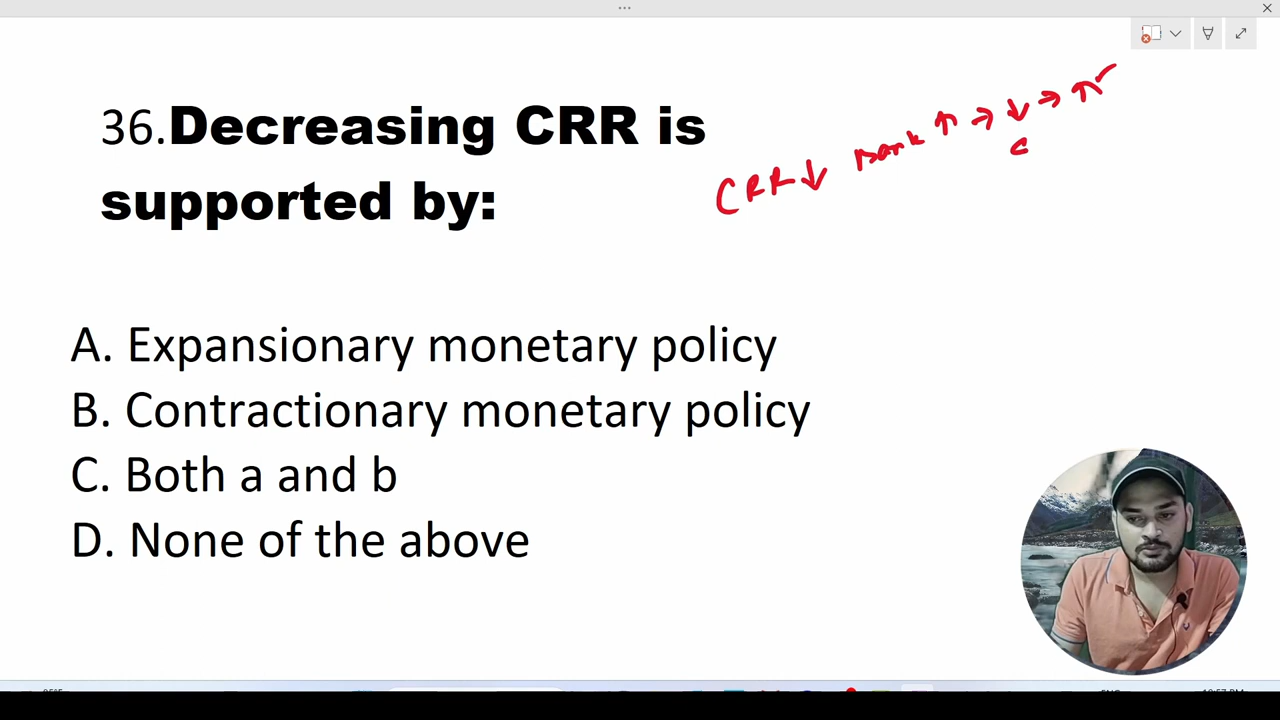 36.Decreasing CRR is
supported by:
CRR↓ Bank ↑ → ↓ → ↑
A. Expansionary monetary policy
B. Contractionary monetary policy
C. Both a and b
D. None of the above